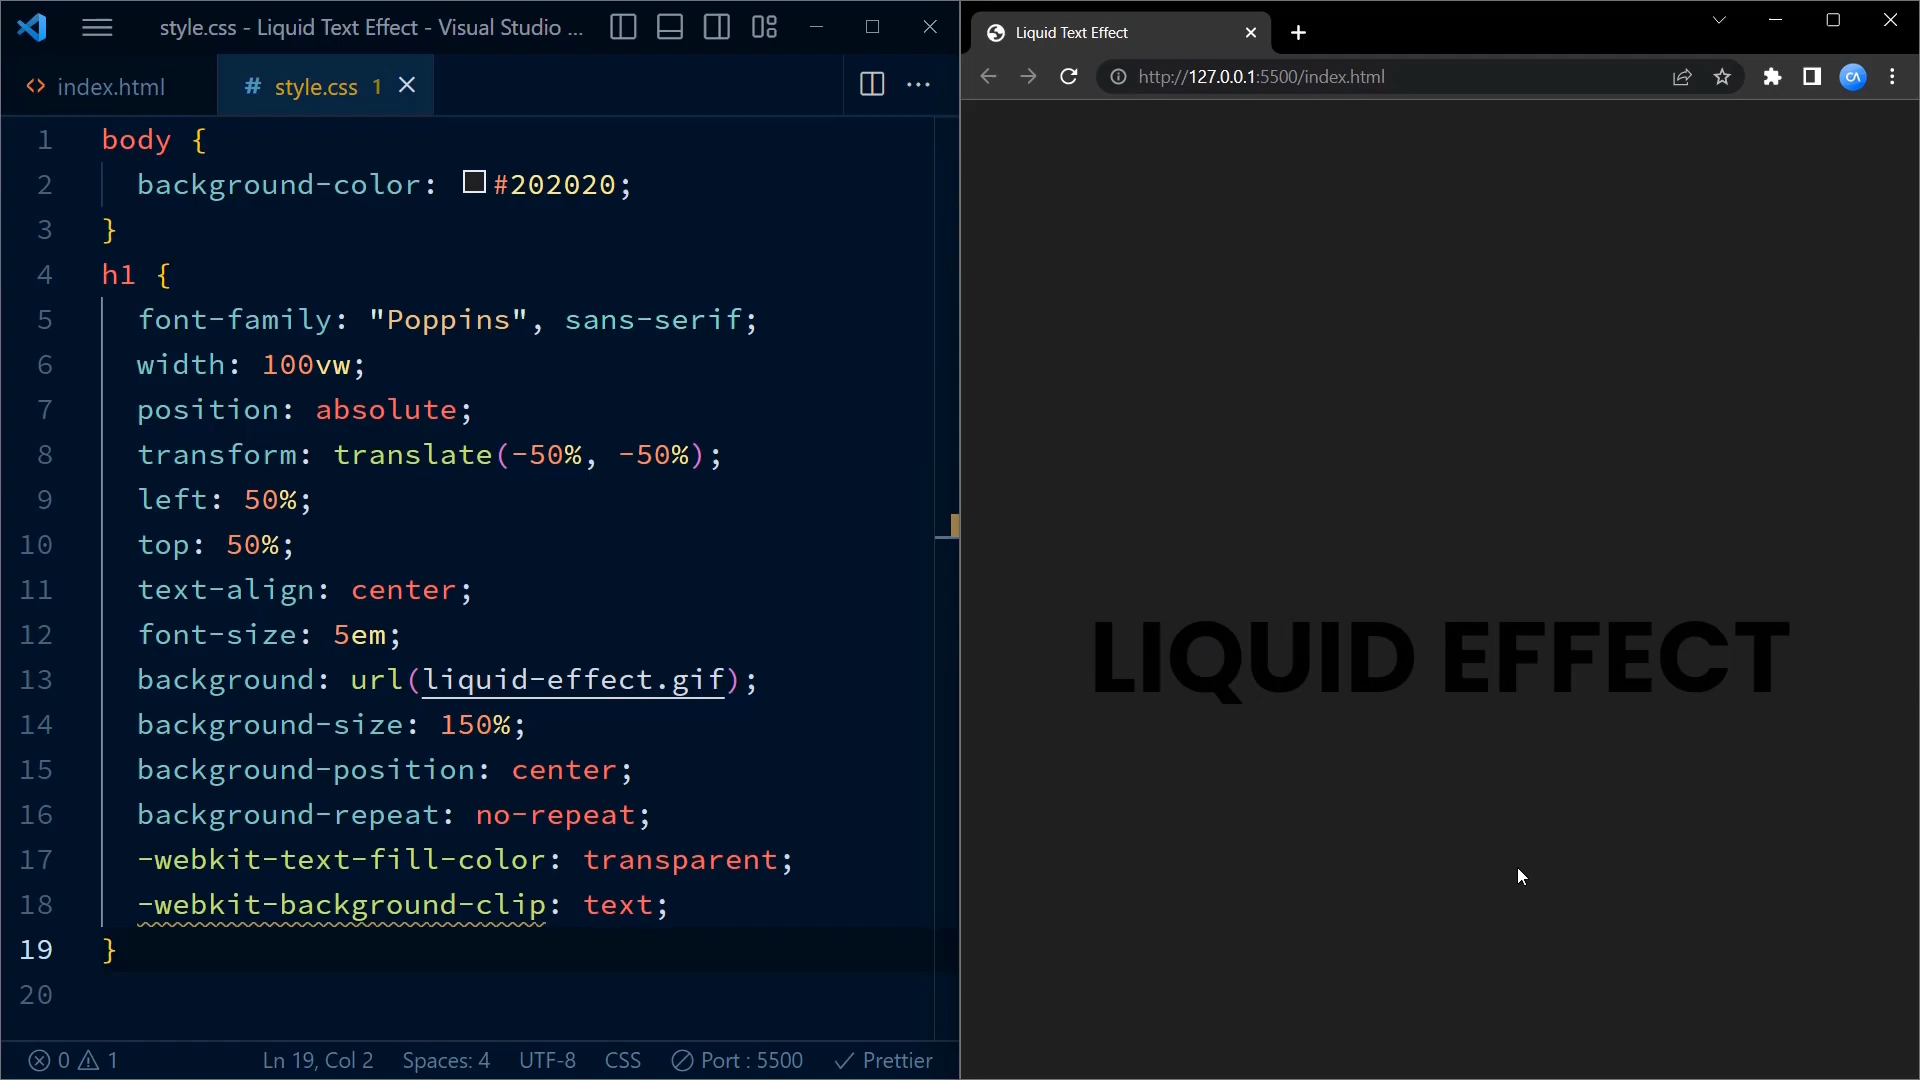 style.css - Liquid Text Effect - Visual Studio ...
index.html
# style.css 1
1 body {
2 background-color: #202020;
3 }
4 h1 {
5 font-family: "Poppins", sans-serif;
6 width: 100vw;
7 position: absolute;
8 transform: translate(-50%, -50%);
9 left: 50%;
10 top: 50%;
11 text-align: center;
12 font-size: 5em;
13 background: url(liquid-effect.gif);
14 background-size: 150%;
15 background-position: center;
16 background-repeat: no-repeat;
17 -webkit-text-fill-color: transparent;
18 -webkit-background-clip: text;
19 }
20
0 1 Ln 19, Col 2 Spaces: 4 UTF-8 CSS Port : 5500 Prettier
Liquid Text Effect
http://127.0.0.1:5500/index.html
CA
LIQUID EFFECT